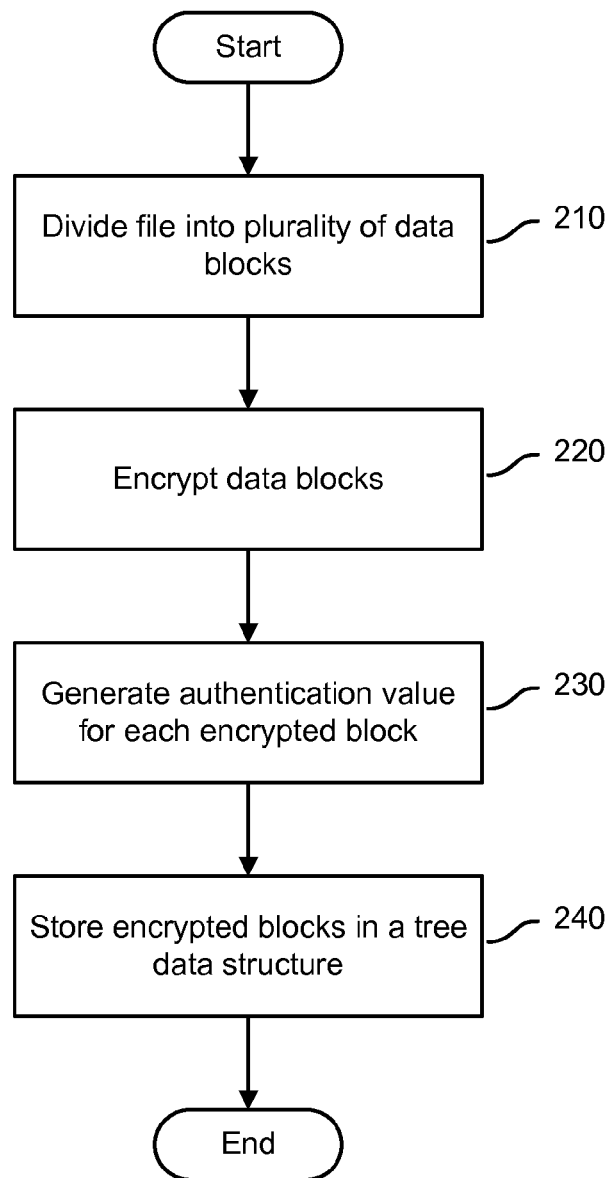 Start
Divide file into plurality of data
blocks
210
Encrypt data blocks
220
Generate authentication value
for each encrypted block
230
Store encrypted blocks in a tree
data structure
240
End